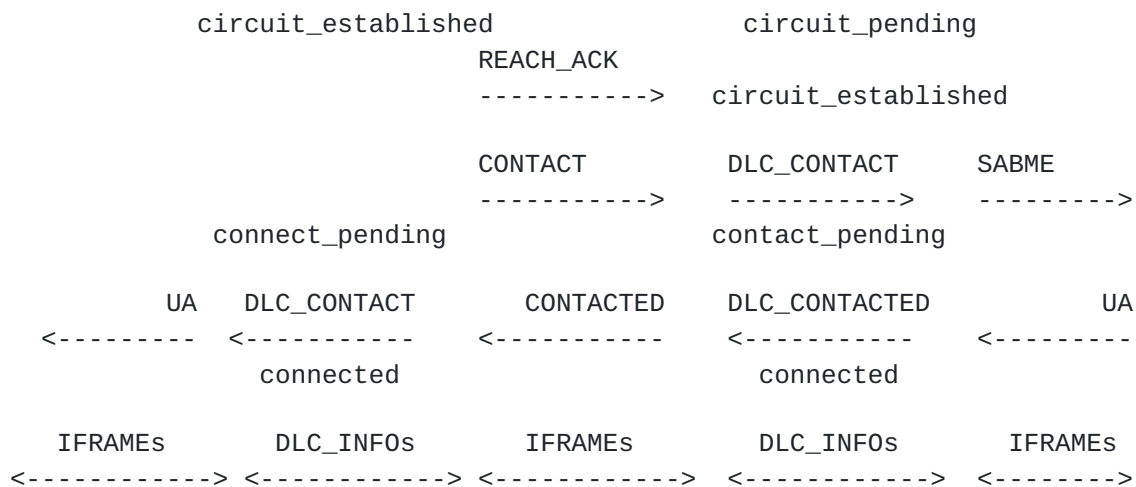 circuit_established circuit_pending
REACH_ACK
-----------> circuit_established
CONTACT DLC_CONTACT SABME
-----------> -----------> --------->
connect_pending contact_pending
UA DLC_CONTACT CONTACTED DLC_CONTACTED UA
<--------- <----------- <----------- <----------- <---------
connected connected
IFRAMEs DLC_INFOs IFRAMEs DLC_INFOs IFRAMEs
<------------> <------------> <------------> <------------> <-------->